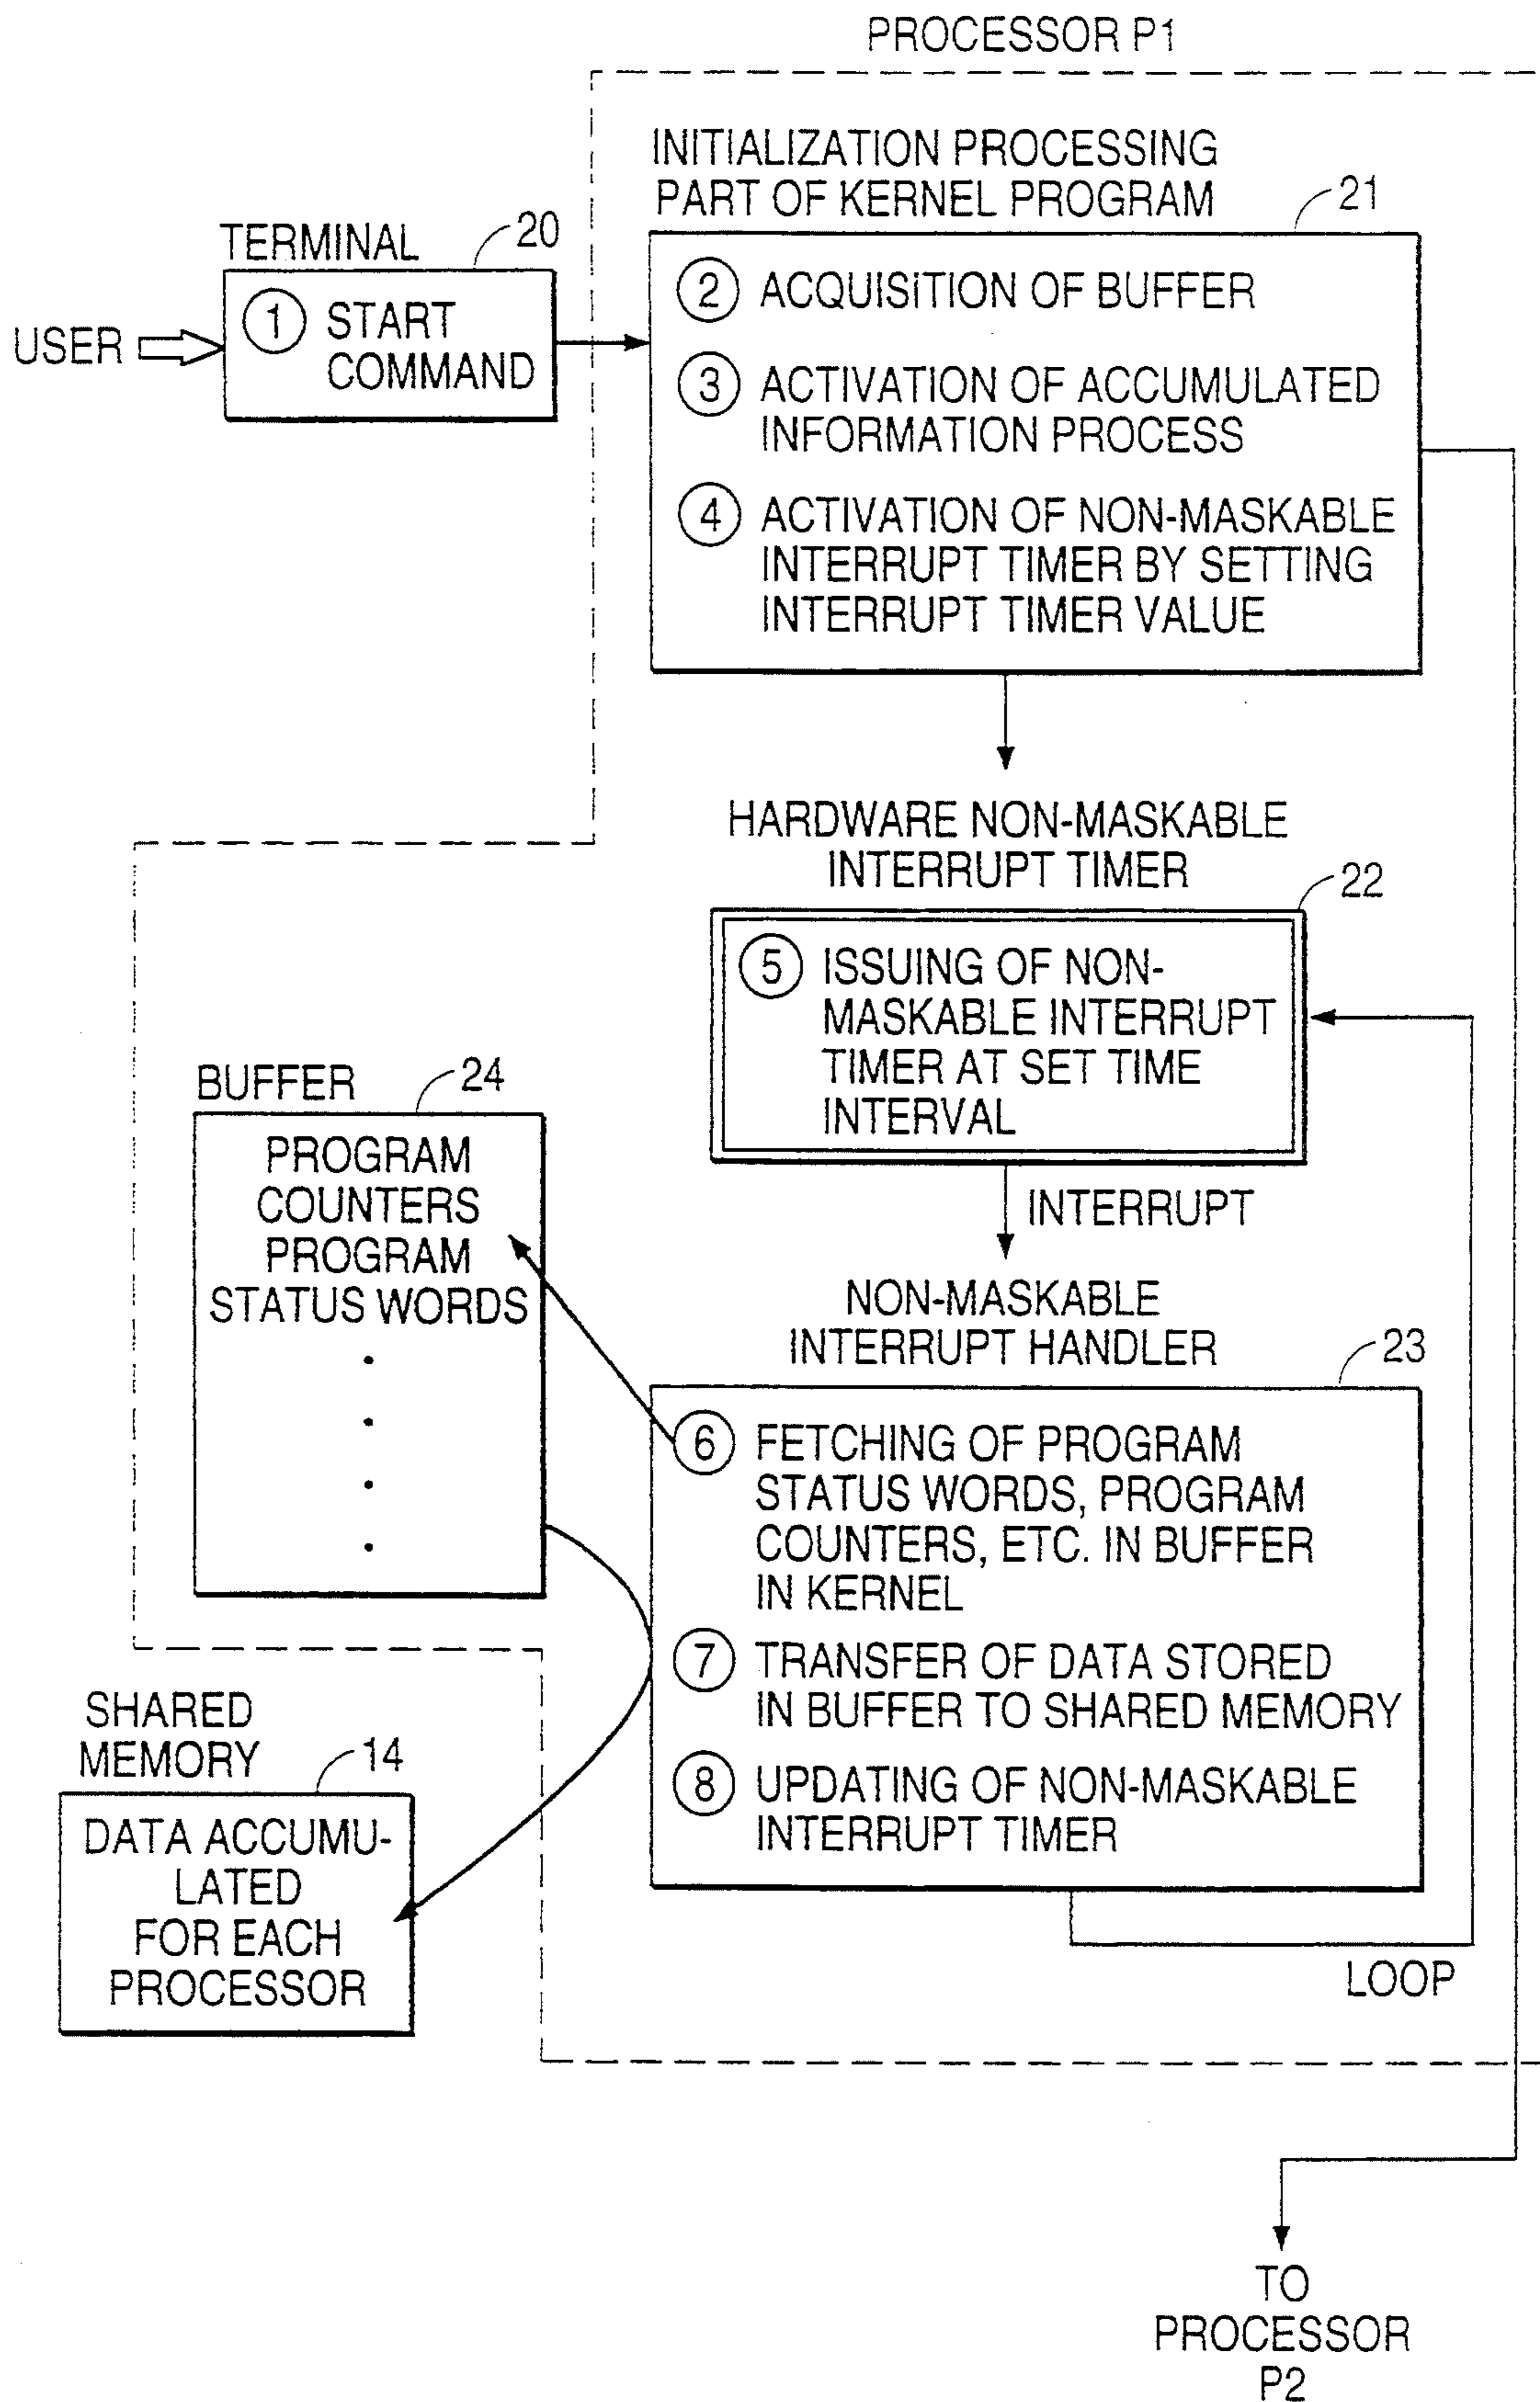 PROCESSOR P1
INITIALIZATION PROCESSING
PART OF KERNEL PROGRAM
21
TERMINAL
20
USER
1 START
COMMAND
2 ACQUISITION OF BUFFER
3 ACTIVATION OF ACCUMULATED
INFORMATION PROCESS
4 ACTIVATION OF NON-MASKABLE
INTERRUPT TIMER BY SETTING
INTERRUPT TIMER VALUE
HARDWARE NON-MASKABLE
INTERRUPT TIMER
22
5 ISSUING OF NON-
MASKABLE INTERRUPT
TIMER AT SET TIME
INTERVAL
INTERRUPT
BUFFER
24
PROGRAM
COUNTERS
PROGRAM
STATUS WORDS
NON-MASKABLE
INTERRUPT HANDLER
23
6 FETCHING OF PROGRAM
STATUS WORDS, PROGRAM
COUNTERS, ETC. IN BUFFER
IN KERNEL
7 TRANSFER OF DATA STORED
IN BUFFER TO SHARED MEMORY
8 UPDATING OF NON-MASKABLE
INTERRUPT TIMER
LOOP
SHARED
MEMORY
14
DATA ACCUMU-
LATED
FOR EACH
PROCESSOR
TO
PROCESSOR
P2